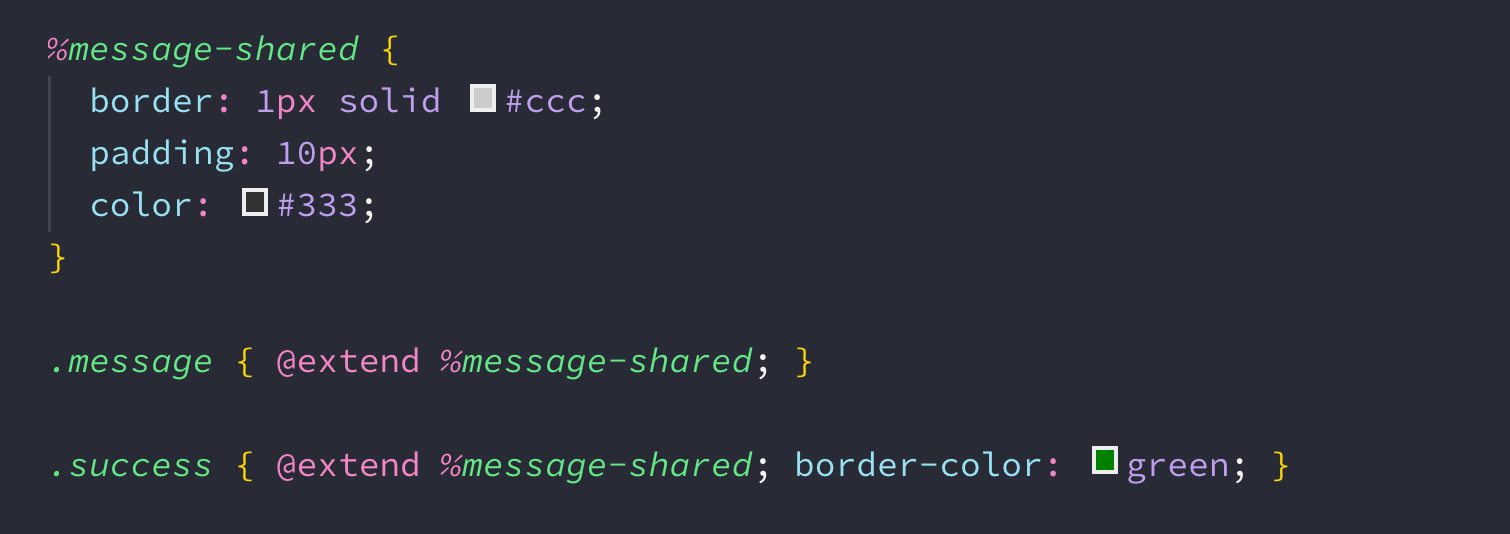 %message-shared {
  border: 1px solid #ccc;
  padding: 10px;
  color: #333;
}
.message { @extend %message-shared; }
.success { @extend %message-shared; border-color: green; }